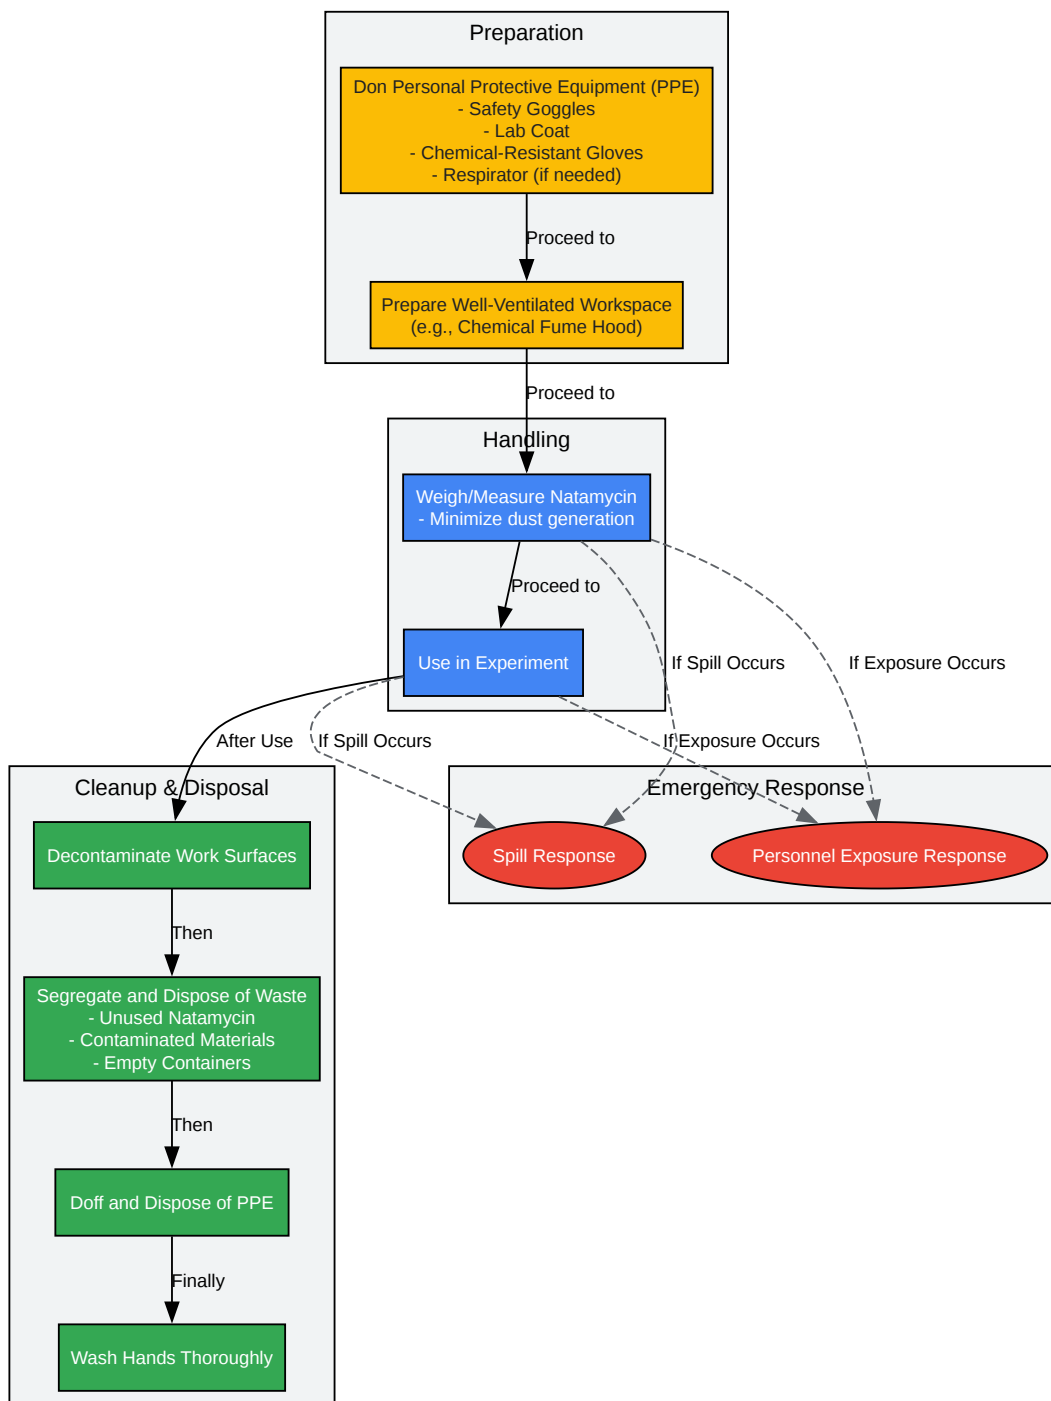 Preparation
Don Personal Protective Equipment (PPE)
- Safety Goggles
- Lab Coat
- Chemical-Resistant Gloves
- Respirator (if needed)
Proceed to
Prepare Well-Ventilated Workspace
(e.g., Chemical Fume Hood)
Proceed to
Handling
Weigh/Measure Natamycin
- Minimize dust generation
Proceed to
Use in Experiment
If Spill Occurs
If Exposure Occurs
After Use
If Spill Occurs
If Exposure Occurs
Cleanup & Disposal
Decontaminate Work Surfaces
Then
Segregate and Dispose of Waste
- Unused Natamycin
- Contaminated Materials
- Empty Containers
Then
Doff and Dispose of PPE
Finally
Wash Hands Thoroughly
Emergency Response
Spill Response
Personnel Exposure Response